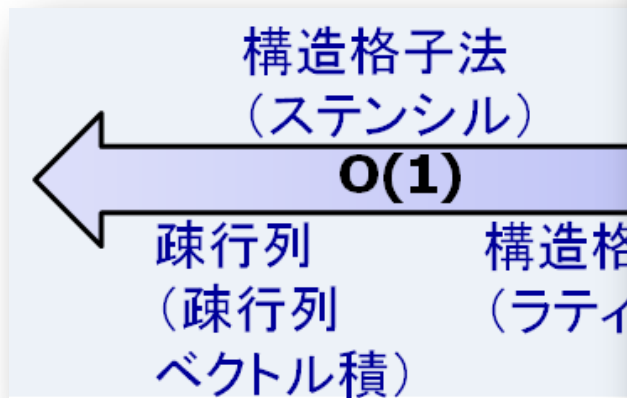 構造格子法
（ステンシル）
O(1)
疎行列
（疎行列
ベクトル積）
構造格
（ラティ